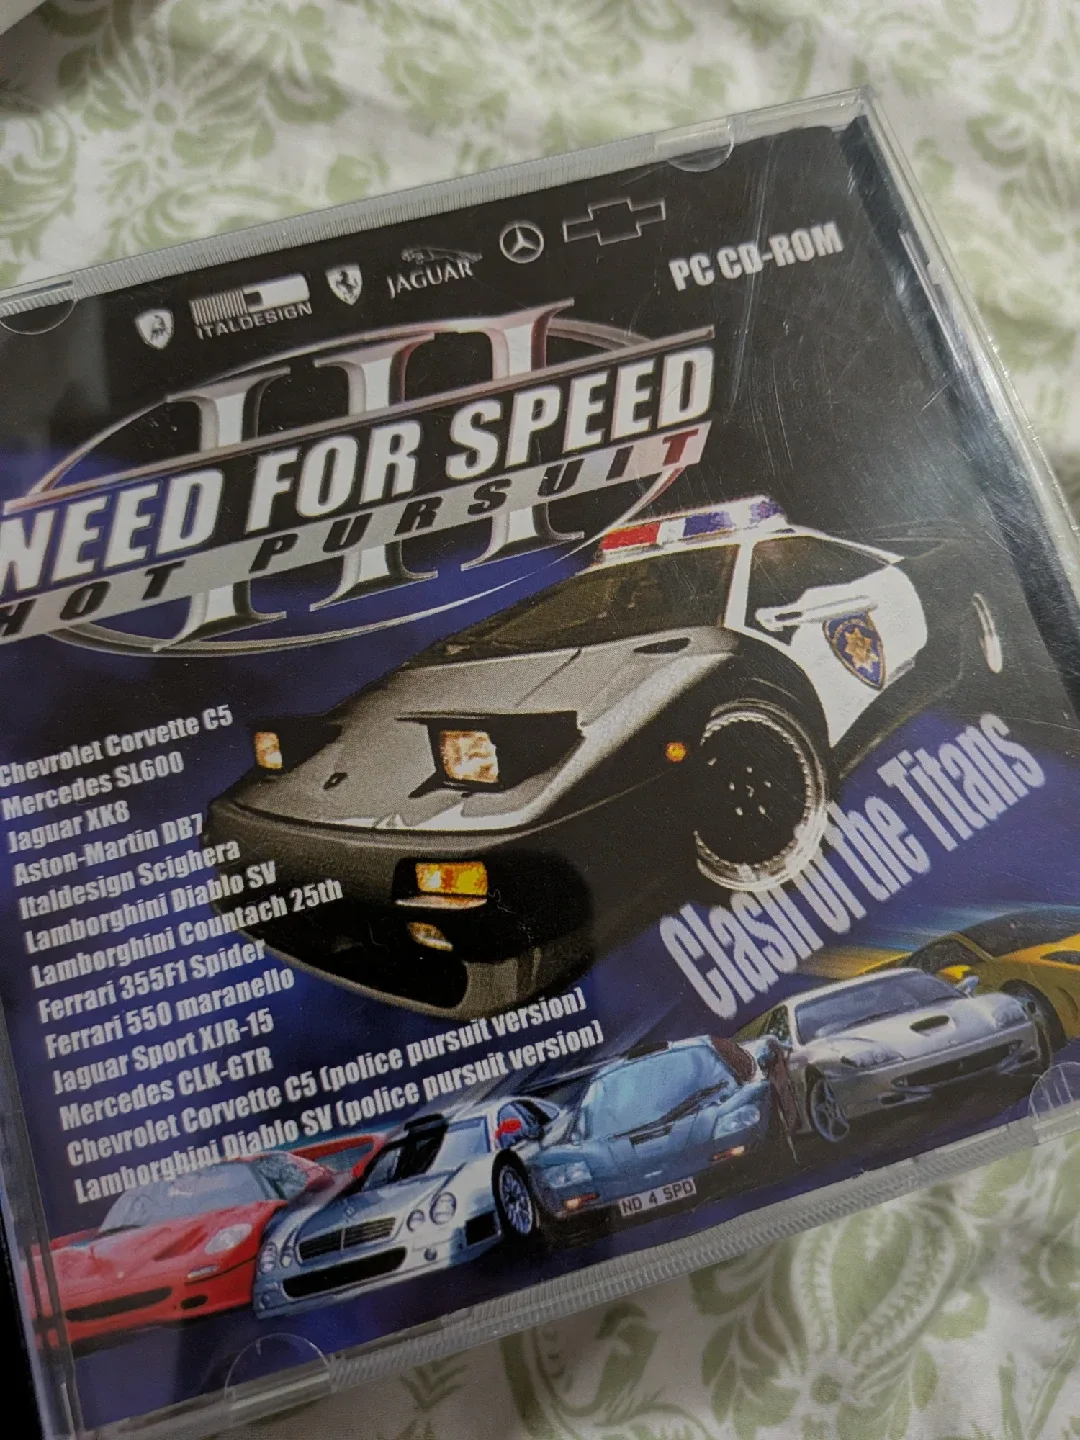 ITALDESIGN
JAGUAR
PC CD-ROM
III
NEED FOR SPEED
HOT PURSUIT
Chevrolet Corvette C5
Mercedes SL600
Jaguar XK8
Aston-Martin DB7
Italdesign Scighera
Lamborghini Diablo SV
Lamborghini Countach 25th
Ferrari 355F1 Spider
Ferrari 550 maranello
Jaguar Sport XJR-15
Mercedes CLK-GTR
Chevrolet Corvette C5 (police pursuit version)
Lamborghini Diablo SV (police pursuit version)
Clash of the Titans
ND 4 SPD